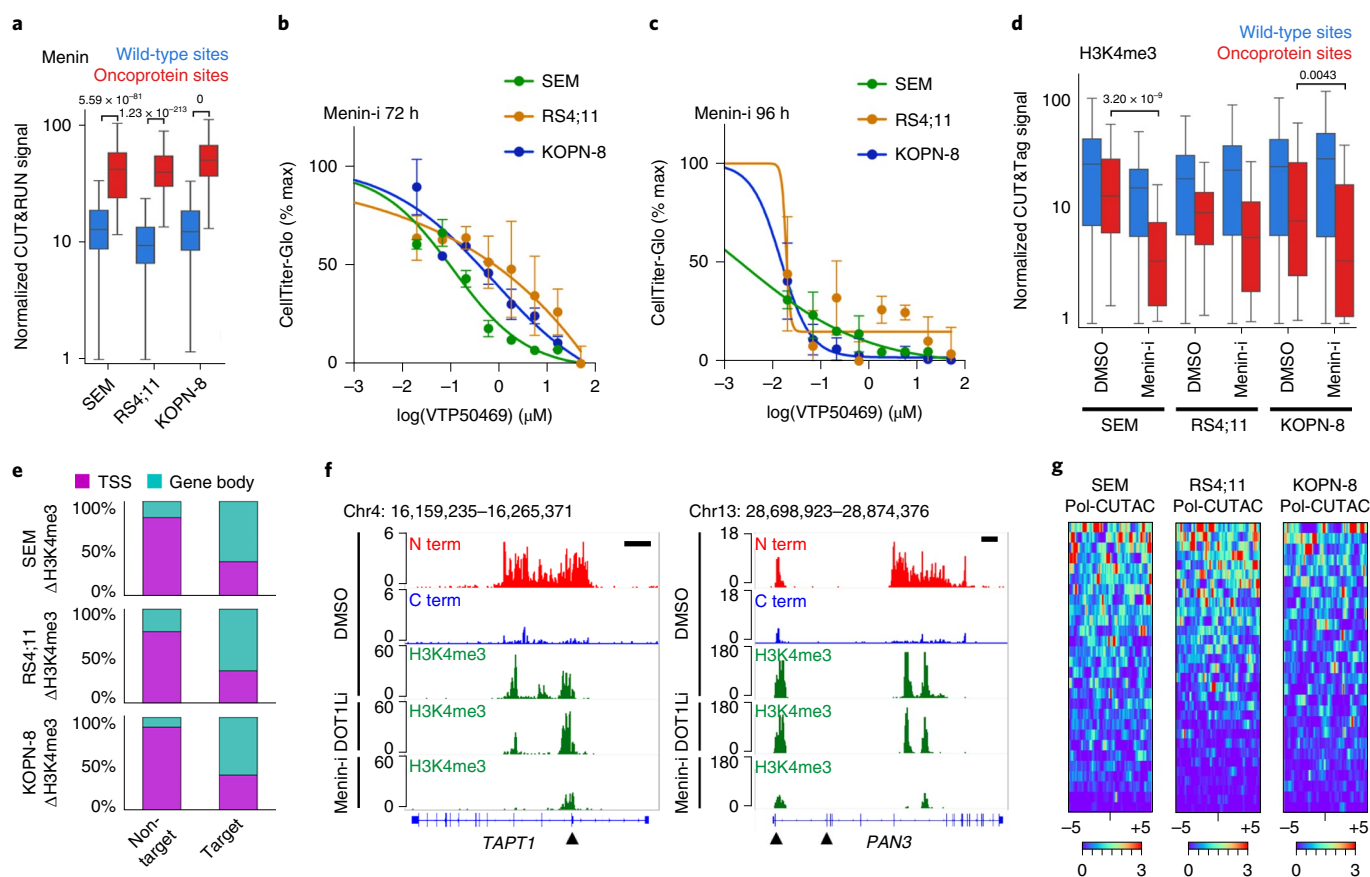 a
Menin
Wild-type sites
Oncoprotein sites
5.59 × 10⁻⁸¹
1.23 × 10⁻²¹³
0
Normalized CUT&RUN signal
100
10
1
SEM
RS4;11
KOPN-8
b
SEM
RS4;11
KOPN-8
Menin-i 72 h
CellTiter-Glo (% max)
100
50
0
–3
–2
–1
0
1
2
log(VTP50469) (μM)
c
SEM
RS4;11
KOPN-8
Menin-i 96 h
CellTiter-Glo (% max)
100
50
0
–3
–2
–1
0
1
2
log(VTP50469) (μM)
d
Wild-type sites
Oncoprotein sites
H3K4me3
3.20 × 10⁻⁹
0.0043
Normalized CUT&Tag signal
100
10
1
DMSO
Menin-i
DMSO
Menin-i
DMSO
Menin-i
SEM
RS4;11
KOPN-8
e
TSS
Gene body
SEM
ΔH3K4me3
100%
50%
0%
RS4;11
ΔH3K4me3
100%
50%
0%
KOPN-8
ΔH3K4me3
100%
50%
0%
Non-
target
Target
f
Chr4: 16,159,235–16,265,371
DMSO
6
N term
0
6
C term
0
60
H3K4me3
0
DOT1Li
60
H3K4me3
0
Menin-i
60
H3K4me3
0
TAPT1
Chr13: 28,698,923–28,874,376
DMSO
18
N term
0
18
C term
0
180
H3K4me3
0
DOT1Li
180
H3K4me3
0
Menin-i
180
H3K4me3
0
PAN3
g
SEM
Pol-CUTAC
RS4;11
Pol-CUTAC
KOPN-8
Pol-CUTAC
–5
+5
–5
+5
–5
+5
0
3
0
3
0
3